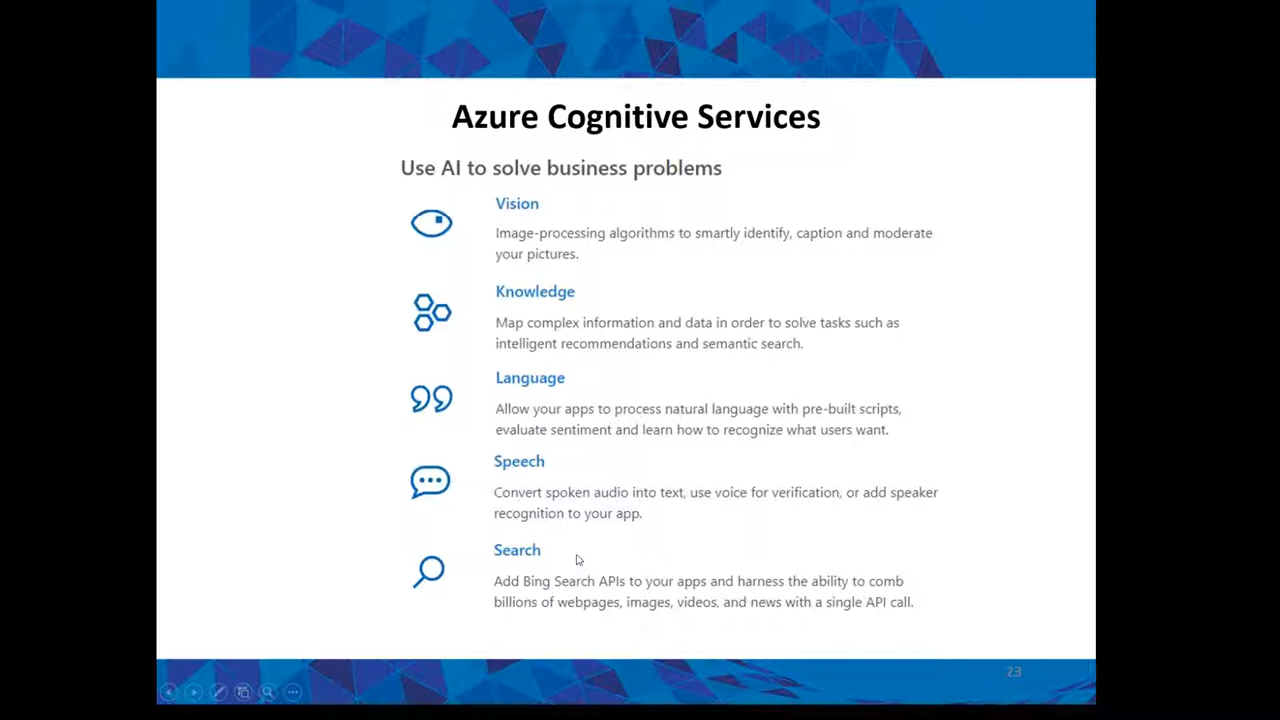 Azure Cognitive Services
Use AI to solve business problems
Vision
Image-processing algorithms to smartly identify, caption and moderate
your pictures.
Knowledge
Map complex information and data in order to solve tasks such as
intelligent recommendations and semantic search.
Language
Allow your apps to process natural language with pre-built scripts,
evaluate sentiment and learn how to recognize what users want.
Speech
Convert spoken audio into text, use voice for verification, or add speaker
recognition to your app.
Search
Add Bing Search APIs to your apps and harness the ability to comb
billions of webpages, images, videos, and news with a single API call.
23